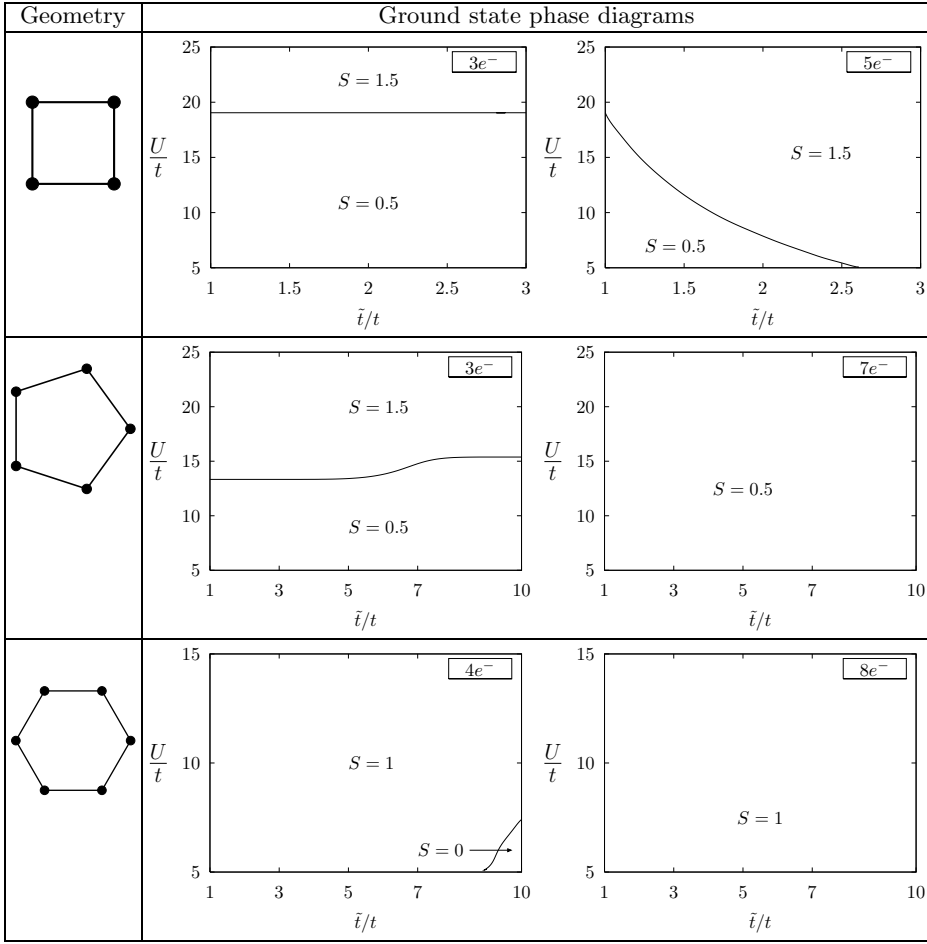 Geometry
Ground state phase diagrams
25
20
15
10
5
U/t
3e⁻
S = 1.5
S = 0.5
1 1.5 2 2.5 3
t̃/t
25
20
15
10
5
U/t
5e⁻
S = 1.5
S = 0.5
1 1.5 2 2.5 3
t̃/t
25
20
15
10
5
U/t
3e⁻
S = 1.5
S = 0.5
1 3 5 7 10
t̃/t
25
20
15
10
5
U/t
7e⁻
S = 0.5
1 3 5 7 10
t̃/t
15
10
5
U/t
4e⁻
S = 1
S = 0
1 3 5 7 10
t̃/t
15
10
5
U/t
8e⁻
S = 1
1 3 5 7 10
t̃/t